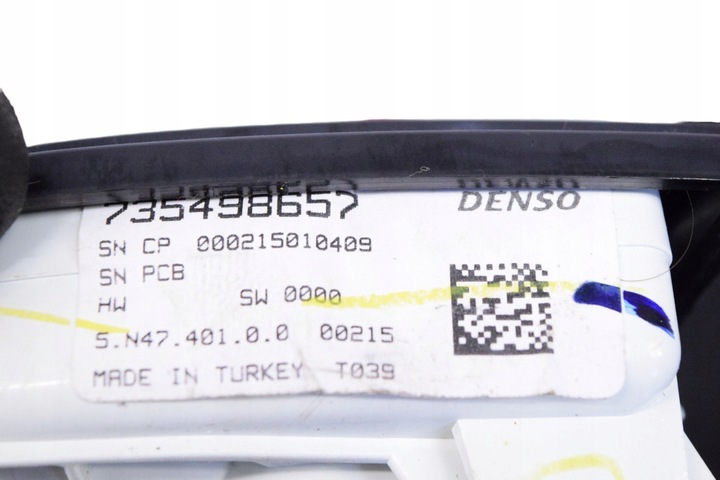 735498657 DENSO
SN CP 000215010409
SN PCB
HW SW 0000
S.N47.401.0.0 00215
MADE IN TURKEY T039